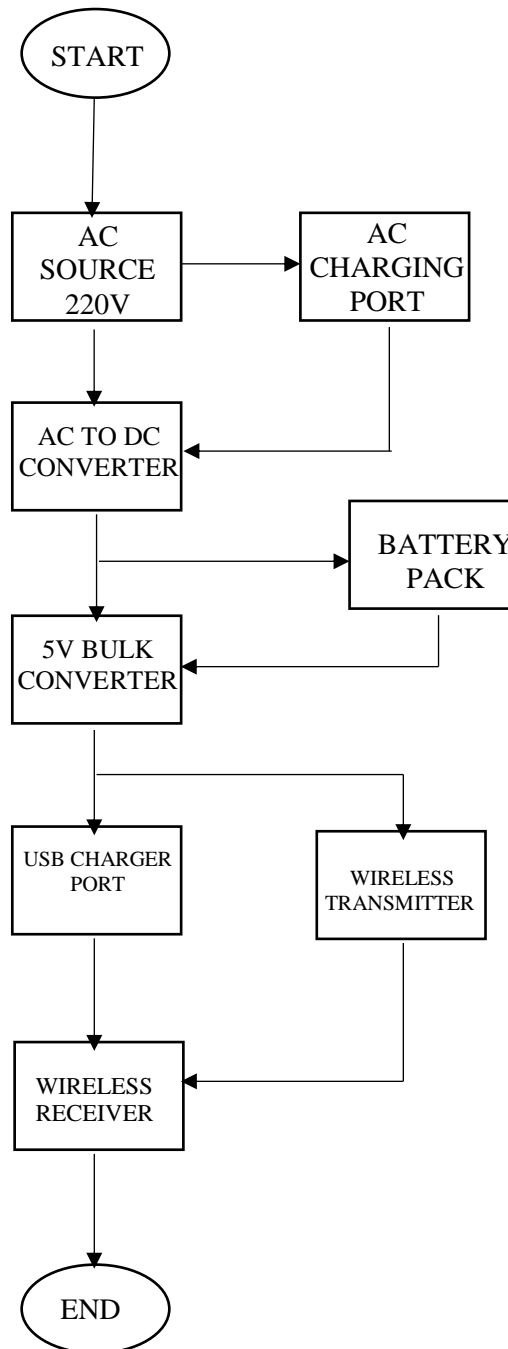 START
AC
SOURCE
220V
AC
CHARGING
PORT
AC TO DC
CONVERTER
BATTERY
PACK
5V BULK
CONVERTER
USB CHARGER
PORT
WIRELESS
TRANSMITTER
WIRELESS
RECEIVER
END